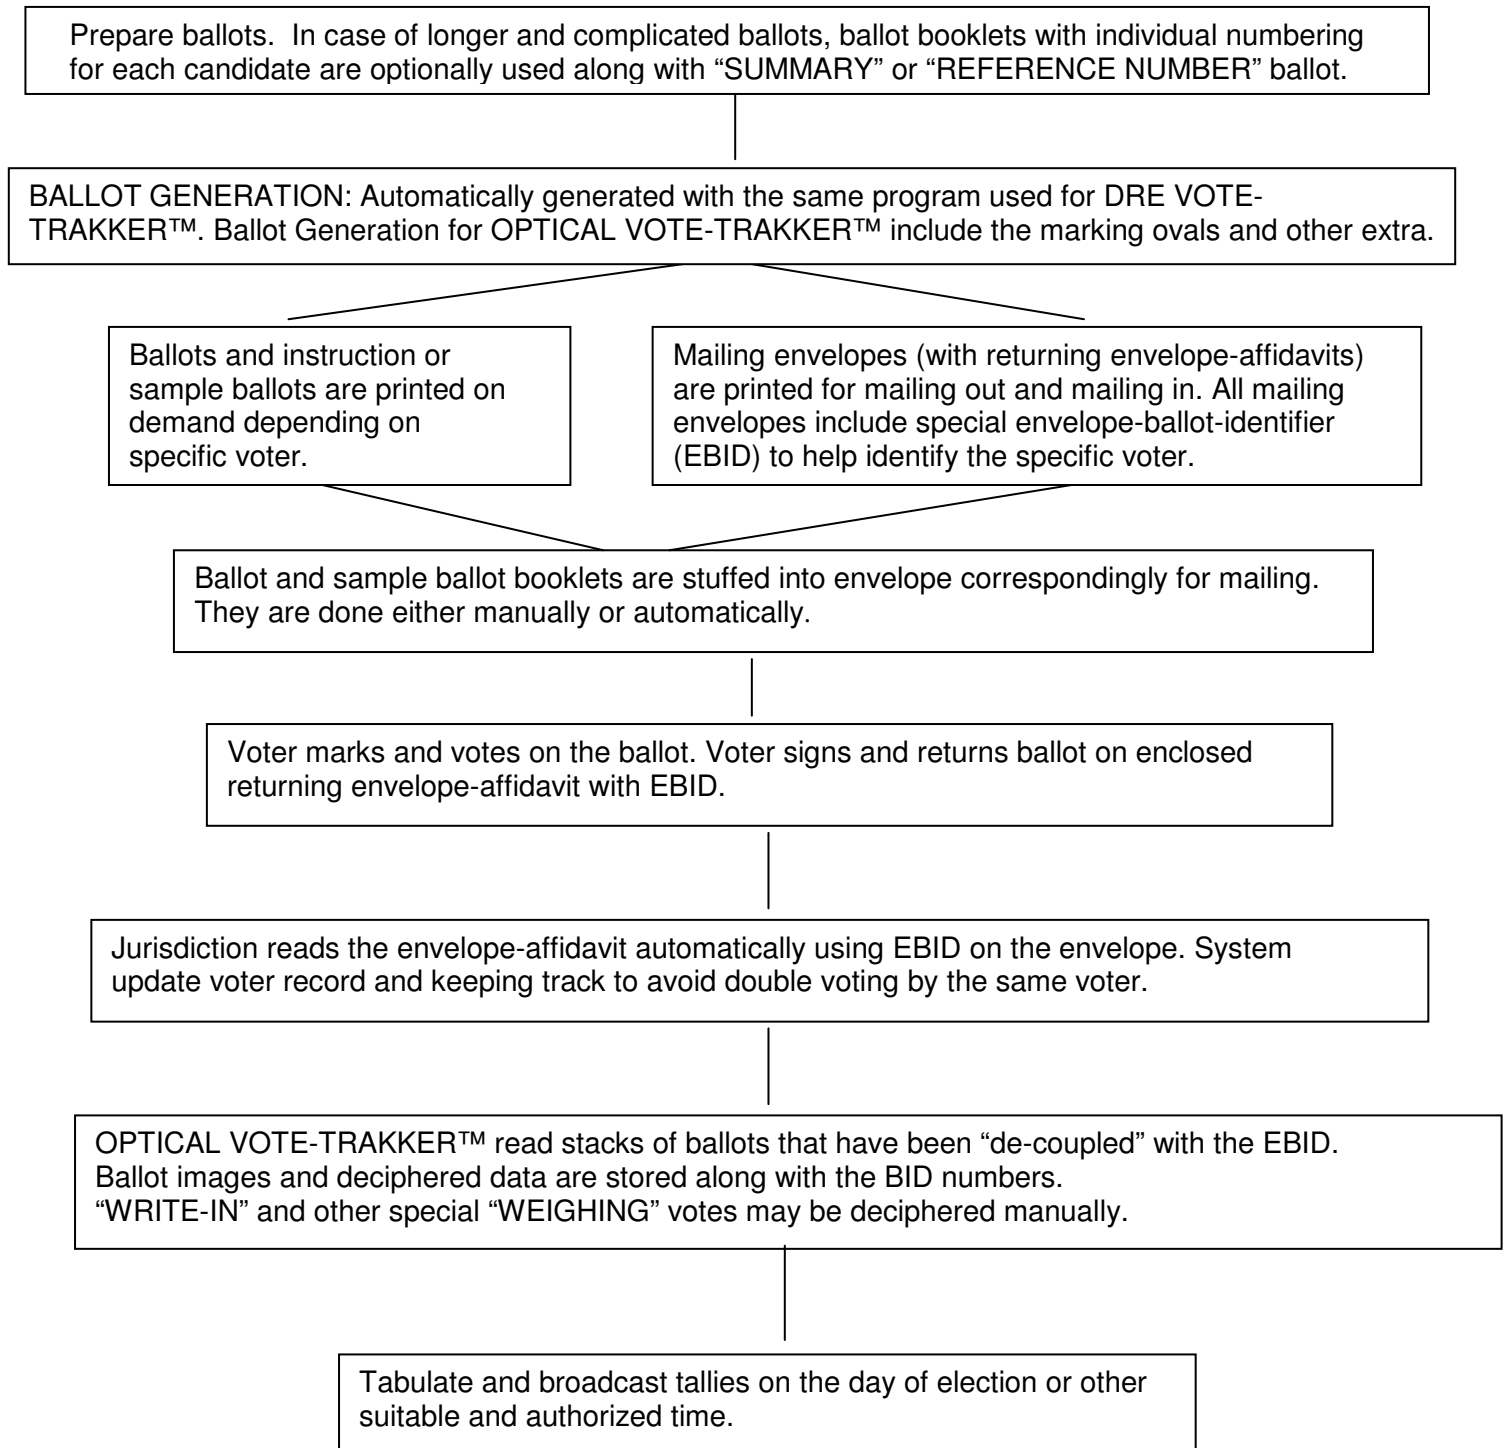 Prepare ballots.  In case of longer and complicated ballots, ballot booklets with individual numbering
for each candidate are optionally used along with “SUMMARY” or “REFERENCE NUMBER” ballot.
BALLOT GENERATION: Automatically generated with the same program used for DRE VOTE-
TRAKKER™. Ballot Generation for OPTICAL VOTE-TRAKKER™ include the marking ovals and other extra.
Ballots and instruction or
sample ballots are printed on
demand depending on
specific voter.
Mailing envelopes (with returning envelope-affidavits)
are printed for mailing out and mailing in. All mailing
envelopes include special envelope-ballot-identifier
(EBID) to help identify the specific voter.
Ballot and sample ballot booklets are stuffed into envelope correspondingly for mailing.
They are done either manually or automatically.
Voter marks and votes on the ballot. Voter signs and returns ballot on enclosed
returning envelope-affidavit with EBID.
Jurisdiction reads the envelope-affidavit automatically using EBID on the envelope. System
update voter record and keeping track to avoid double voting by the same voter.
OPTICAL VOTE-TRAKKER™ read stacks of ballots that have been “de-coupled” with the EBID.
Ballot images and deciphered data are stored along with the BID numbers.
“WRITE-IN” and other special “WEIGHING” votes may be deciphered manually.
Tabulate and broadcast tallies on the day of election or other
suitable and authorized time.